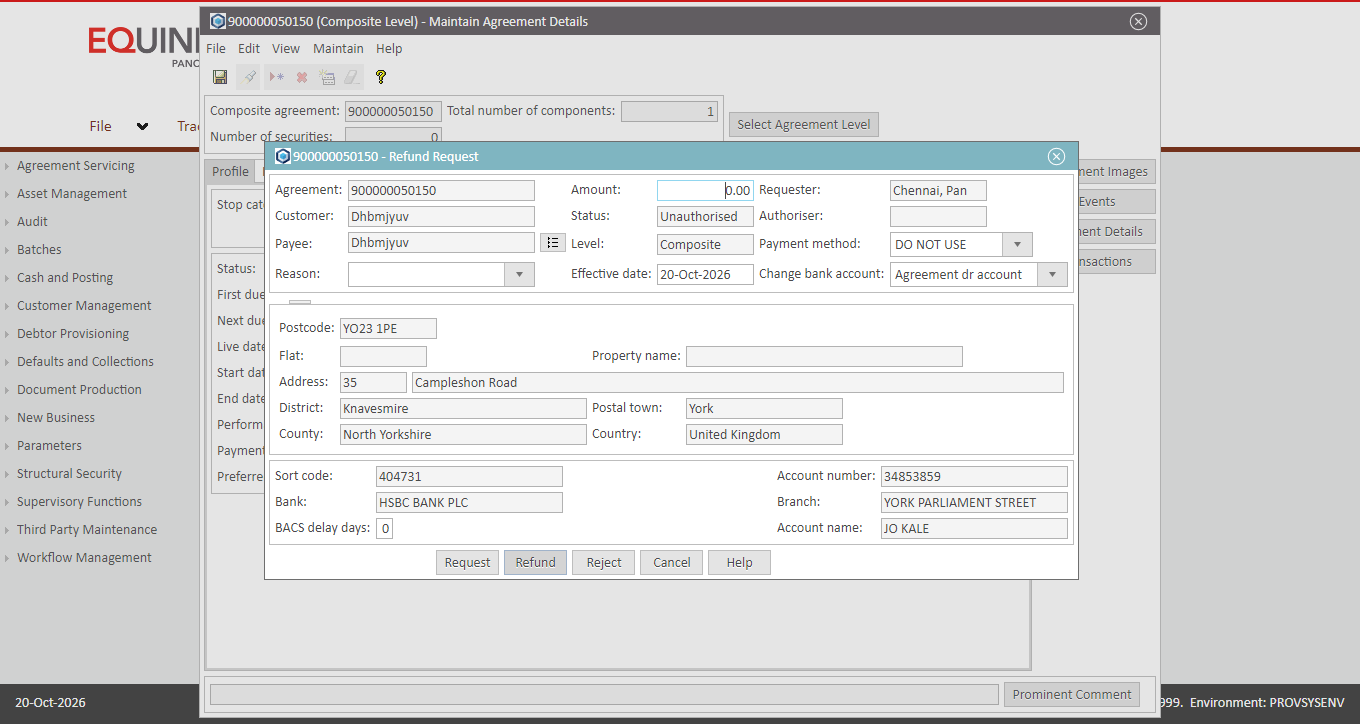 900000050150 (Composite Level) - Maintain Agreement Details
EQUIN
PANO
File Edit View Maintain Help
Composite agreement: 900000050150 Total number of components: 1
File
Number of securities: 0
Select Agreement Level
900000050150 - Refund Request
Agreement Servicing
Asset Management
Audit
Batches
Cash and Posting
Customer Management
Debtor Provisioning
Defaults and Collections
Document Production
New Business
Parameters
Structural Security
Supervisory Functions
Third Party Maintenance
Workflow Management
Profile
Stop cate
Status:
First due
Next due
Live date
Start dat
End date
Perform
Payment
Preferre
Agreement: 900000050150 Amount: 0.00 Requester: Chennai, Pan
Customer: Dhbmjyuv Status: Unauthorised Authoriser:
Payee: Dhbmjyuv Level: Composite Payment method: DO NOT USE
Reason: Effective date: 20-Oct-2026 Change bank account: Agreement dr account
Postcode: YO23 1PE
Flat: Property name:
Address: 35 Campleshon Road
District: Knavesmire Postal town: York
County: North Yorkshire Country: United Kingdom
Sort code: 404731 Account number: 34853859
Bank: HSBC BANK PLC Branch: YORK PARLIAMENT STREET
BACS delay days: 0 Account name: JO KALE
Request Refund Reject Cancel Help
ment Images
Events
ment Details
nsactions
Prominent Comment
20-Oct-2026
999. Environment: PROVSYSENV